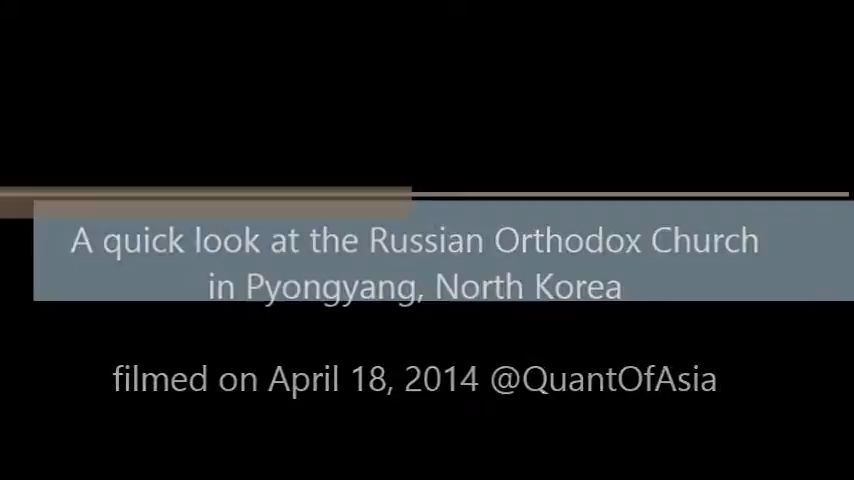 A quick look at the Russian Orthodox Church
in Pyongyang, North Korea
filmed on April 18, 2014 @QuantOfAsia